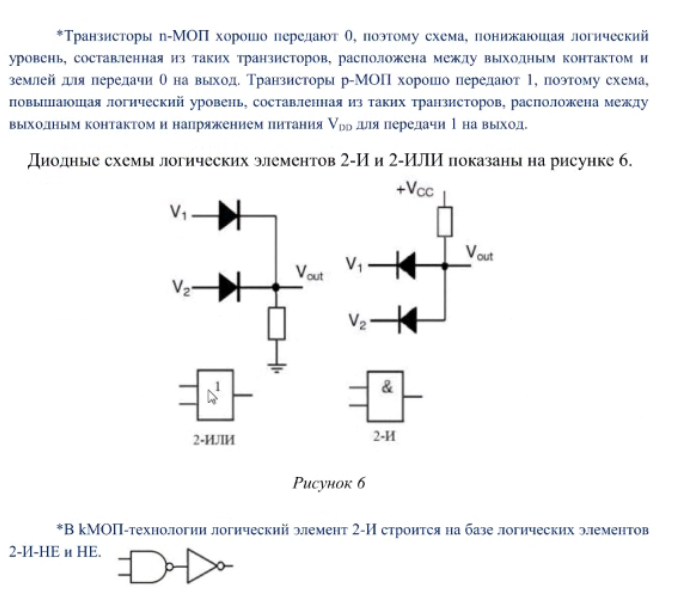 *Транзисторы n-МОП хорошо передают 0, поэтому схема, понижающая логический
уровень, составленная из таких транзисторов, расположена между выходным контактом и
землей для передачи 0 на выход. Транзисторы p-МОП хорошо передают 1, поэтому схема,
повышающая логический уровень, составленная из таких транзисторов, расположена между
выходным контактом и напряжением питания VDD для передачи 1 на выход.
Диодные схемы логических элементов 2-И и 2-ИЛИ показаны на рисунке 6.
+VCC
V1
V2
Vout
V1
V2
Vout
1
&
2-ИЛИ
2-И
Рисунок 6
*В kМОП-технологии логический элемент 2-И строится на базе логических элементов
2-И-НЕ и НЕ.